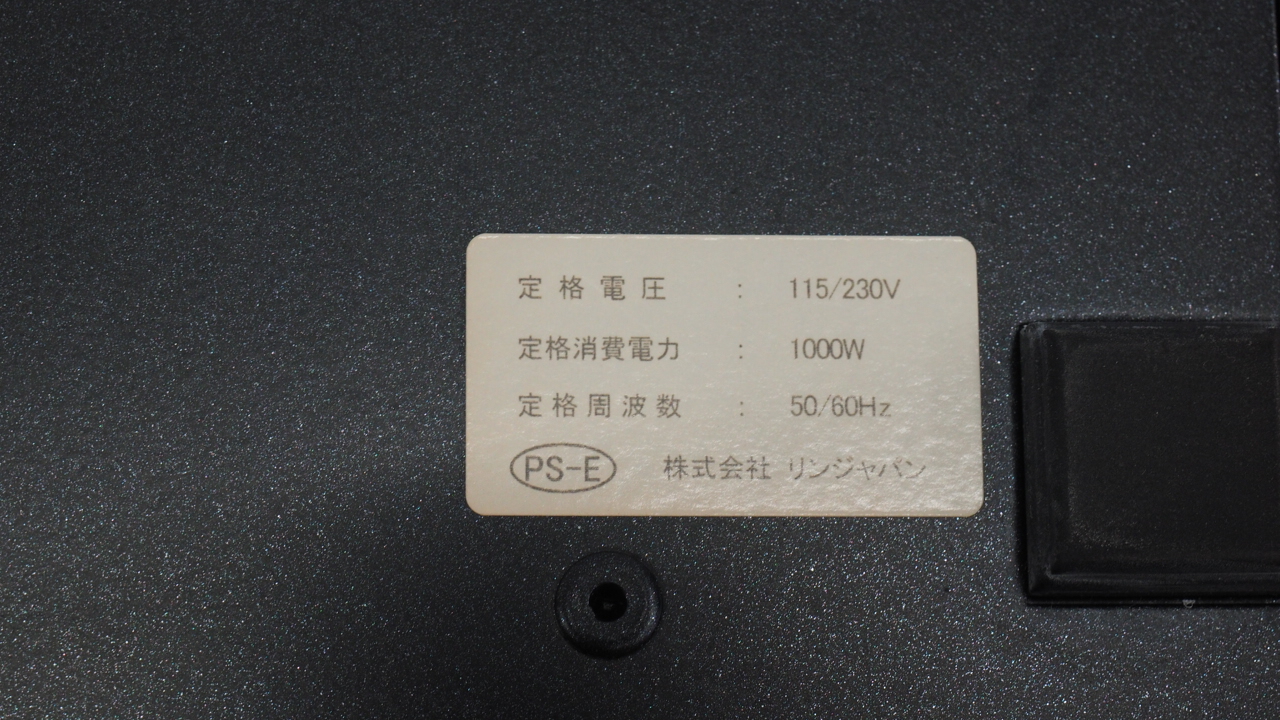 定格電圧 : 115/230V
定格消費電力 : 1000W
定格周波数 : 50/60Hz
PS-E 株式会社 リンジャパン